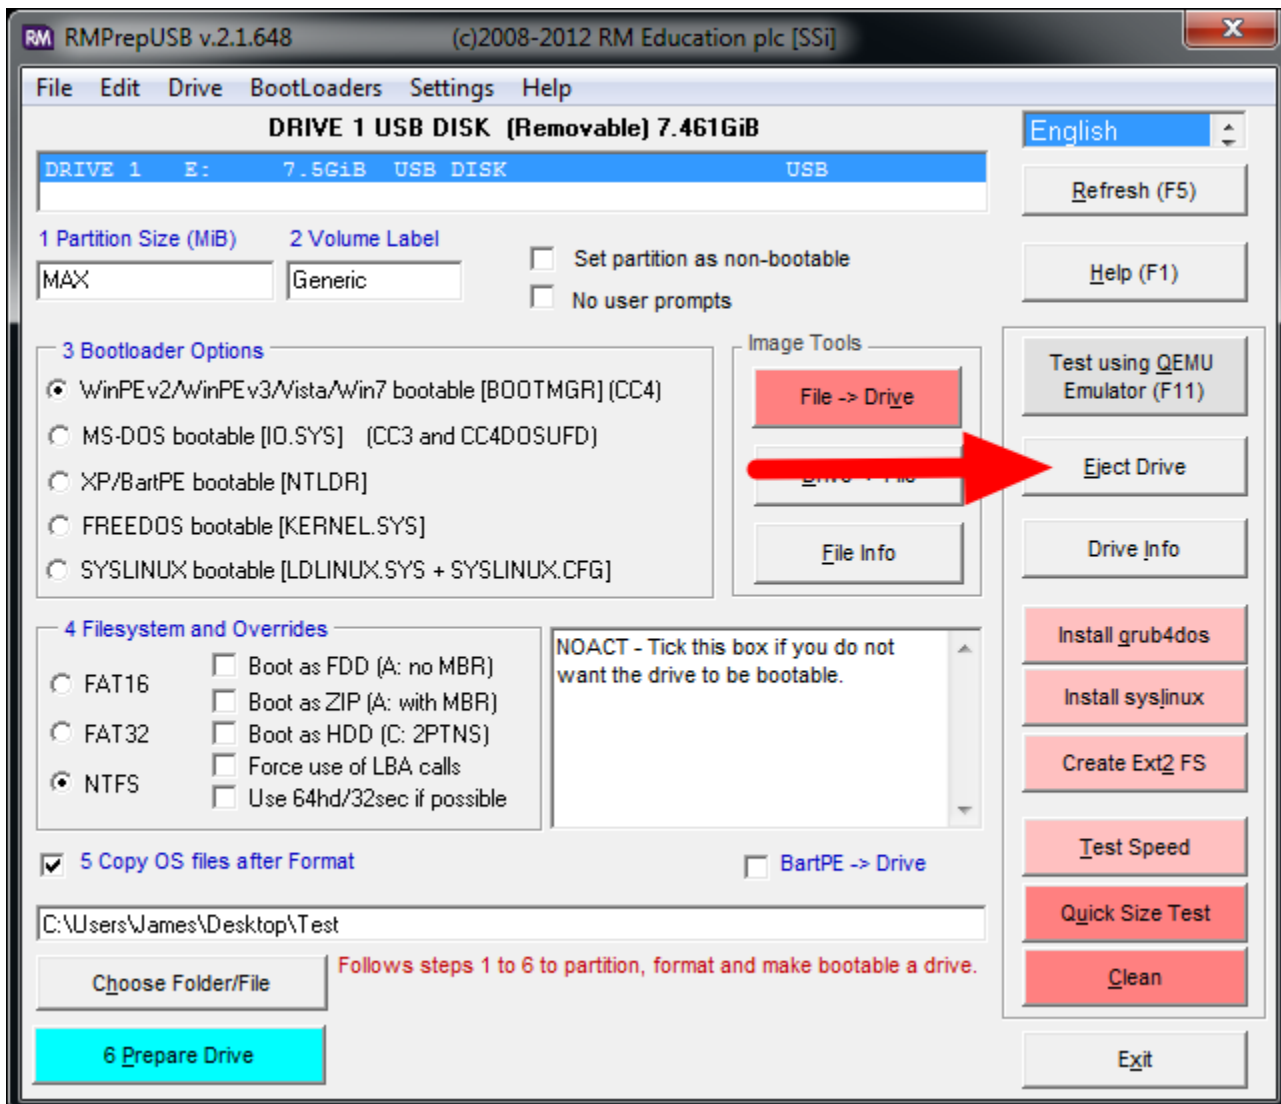 RM RMPrepUSB v.2.1.648 (c)2008-2012 RM Education plc [SSi]
File Edit Drive BootLoaders Settings Help
DRIVE 1 USB DISK (Removable) 7.461GiB
English
DRIVE 1 E: 7.5GiB USB DISK USB
Refresh (F5)
1 Partition Size (MiB) 2 Volume Label
Set partition as non-bootable
MAX Generic
No user prompts
Help (F1)
3 Bootloader Options
WinPEv2/WinPEv3/Vista/Win7 bootable [BOOTMGR] (CC4)
MS-DOS bootable [IO.SYS] (CC3 and CC4DOSUFD)
XP/BartPE bootable [NTLDR]
FREEDOS bootable [KERNEL.SYS]
SYSLINUX bootable [LDLINUX.SYS + SYSLINUX.CFG]
Image Tools
File -> Drive
File Info
Test using QEMU
Emulator (F11)
Eject Drive
Drive Info
4 Filesystem and Overrides
FAT16
FAT32
NTFS
Boot as FDD (A: no MBR)
Boot as ZIP (A: with MBR)
Boot as HDD (C: 2PTNS)
Force use of LBA calls
Use 64hd/32sec if possible
NOACT - Tick this box if you do not
want the drive to be bootable.
Install grub4dos
Install syslinux
Create Ext2 FS
Test Speed
Quick Size Test
Clean
5 Copy OS files after Format
BartPE -> Drive
C:\Users\James\Desktop\Test
Choose Folder/File
Follows steps 1 to 6 to partition, format and make bootable a drive.
6 Prepare Drive
Exit